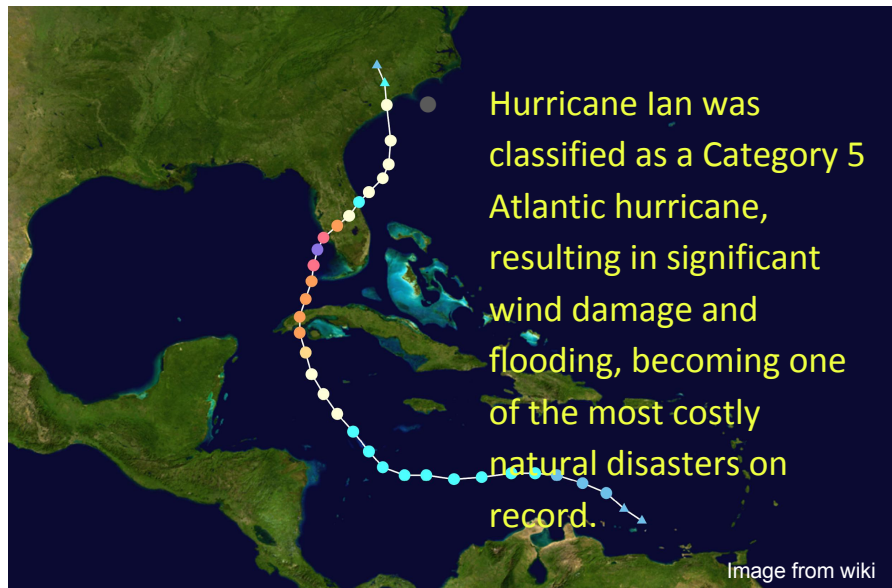 Hurricane Ian was
classified as a Category 5
Atlantic hurricane,
resulting in significant
wind damage and
flooding, becoming one
of the most costly
natural disasters on
record.
Image from wiki